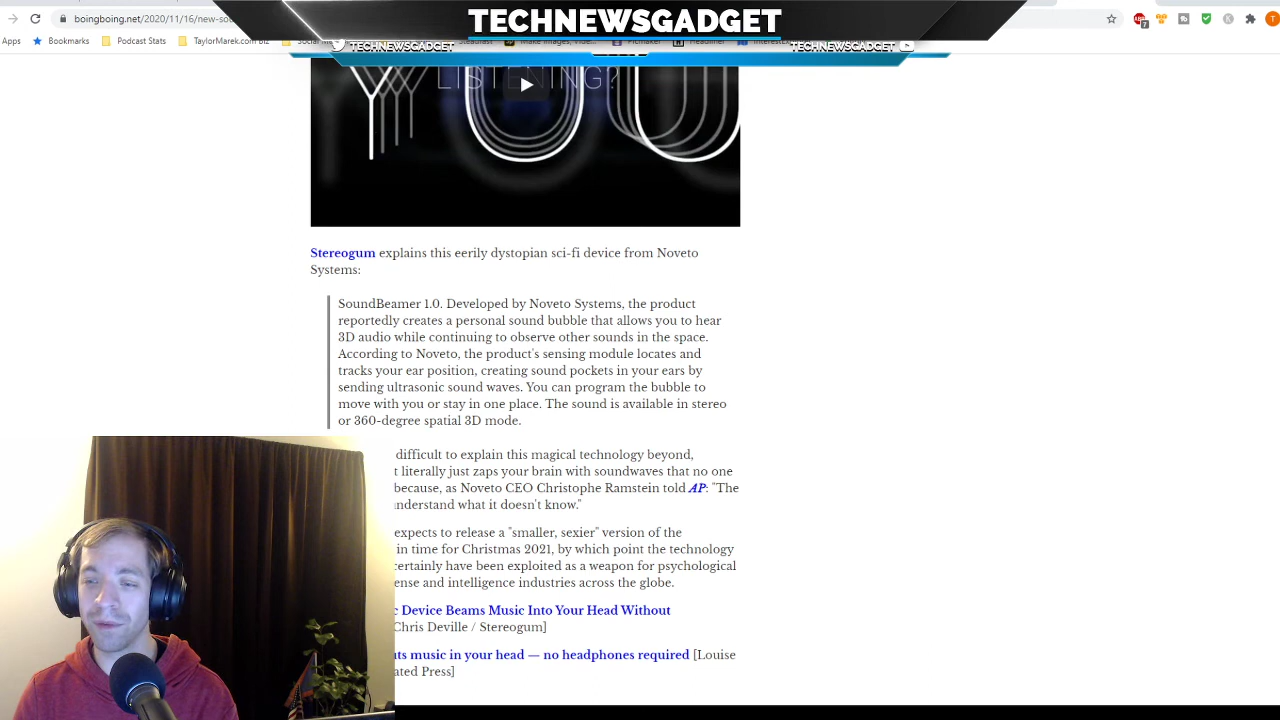 boingboing.net/2020/11/16/new-sou
TECHNEWSGADGET
7
T
App
Bookmarks
Podcast Stats
TaylorMarek.com Biz
TECHNEWSGADGET
TECHNEWSGADGET
LISTENING?
YOU
Stereogum explains this eerily dystopian sci-fi device from Noveto
Systems:
SoundBeamer 1.0. Developed by Noveto Systems, the product
reportedly creates a personal sound bubble that allows you to hear
3D audio while continuing to observe other sounds in the space.
According to Noveto, the product's sensing module locates and
tracks your ear position, creating sound pockets in your ears by
sending ultrasonic sound waves. You can program the bubble to
move with you or stay in one place. The sound is available in stereo
or 360-degree spatial 3D mode.
difficult to explain this magical technology beyond,
t literally just zaps your brain with soundwaves that no one
because, as Noveto CEO Christophe Ramstein told AP: "The
understand what it doesn't know."
expects to release a "smaller, sexier" version of the
in time for Christmas 2021, by which point the technology
certainly have been exploited as a weapon for psychological
ense and intelligence industries across the globe.
c Device Beams Music Into Your Head Without
Chris Deville / Stereogum]
uts music in your head — no headphones required [Louise
ated Press]